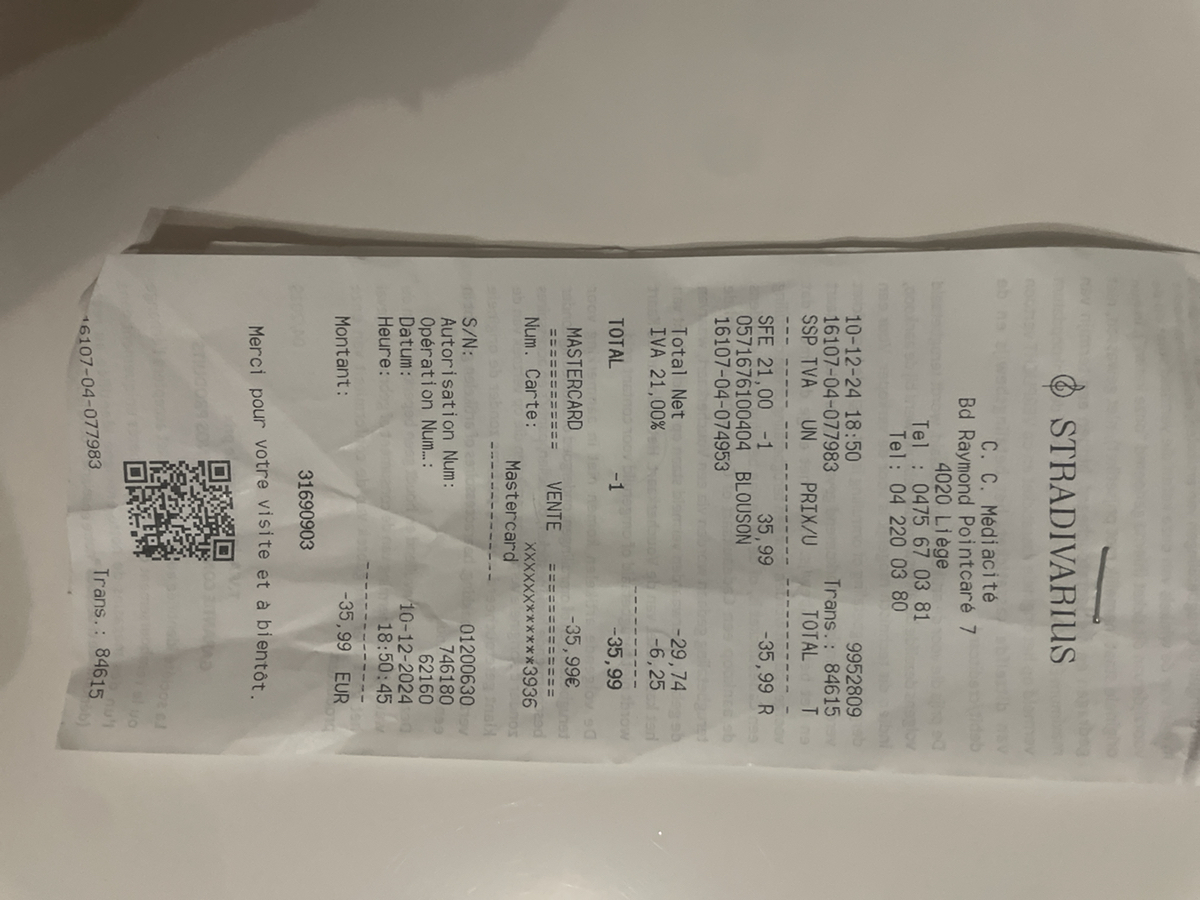 STRADIVARIUS
C. C. Médiacité
Bd Raymond Pointcaré 7
4020 Liège
Tel : 0475 67 03 81
Tel: 04 220 03 80
10-12-24 18:50 9952809
16107-04-077983 Trans.: 84615
SSP TVA UN PRIX/U TOTAL T
--- ----- --- --------- --------- -
SFE 21,00 -1 35,99 -35,99 R
05716761004​04 BLOUSON
16107-04-074953
Total Net -29,74
IVA 21,00% -6,25
------------
TOTAL -1 -35,99
MASTERCARD -35,99€
========== VENTE ===========
Num. Carte: XXXXXX******3936
Mastercard
----------------
S/N: 01200630
Autorisation Num: 746180
Opération Num…: 62160
Datum: 10-12-2024
Heure: 18:50:45
----------------
Montant: -35,99 EUR
31690903
Merci pour votre visite et à bientôt.
16107-04-077983 Trans.: 84615